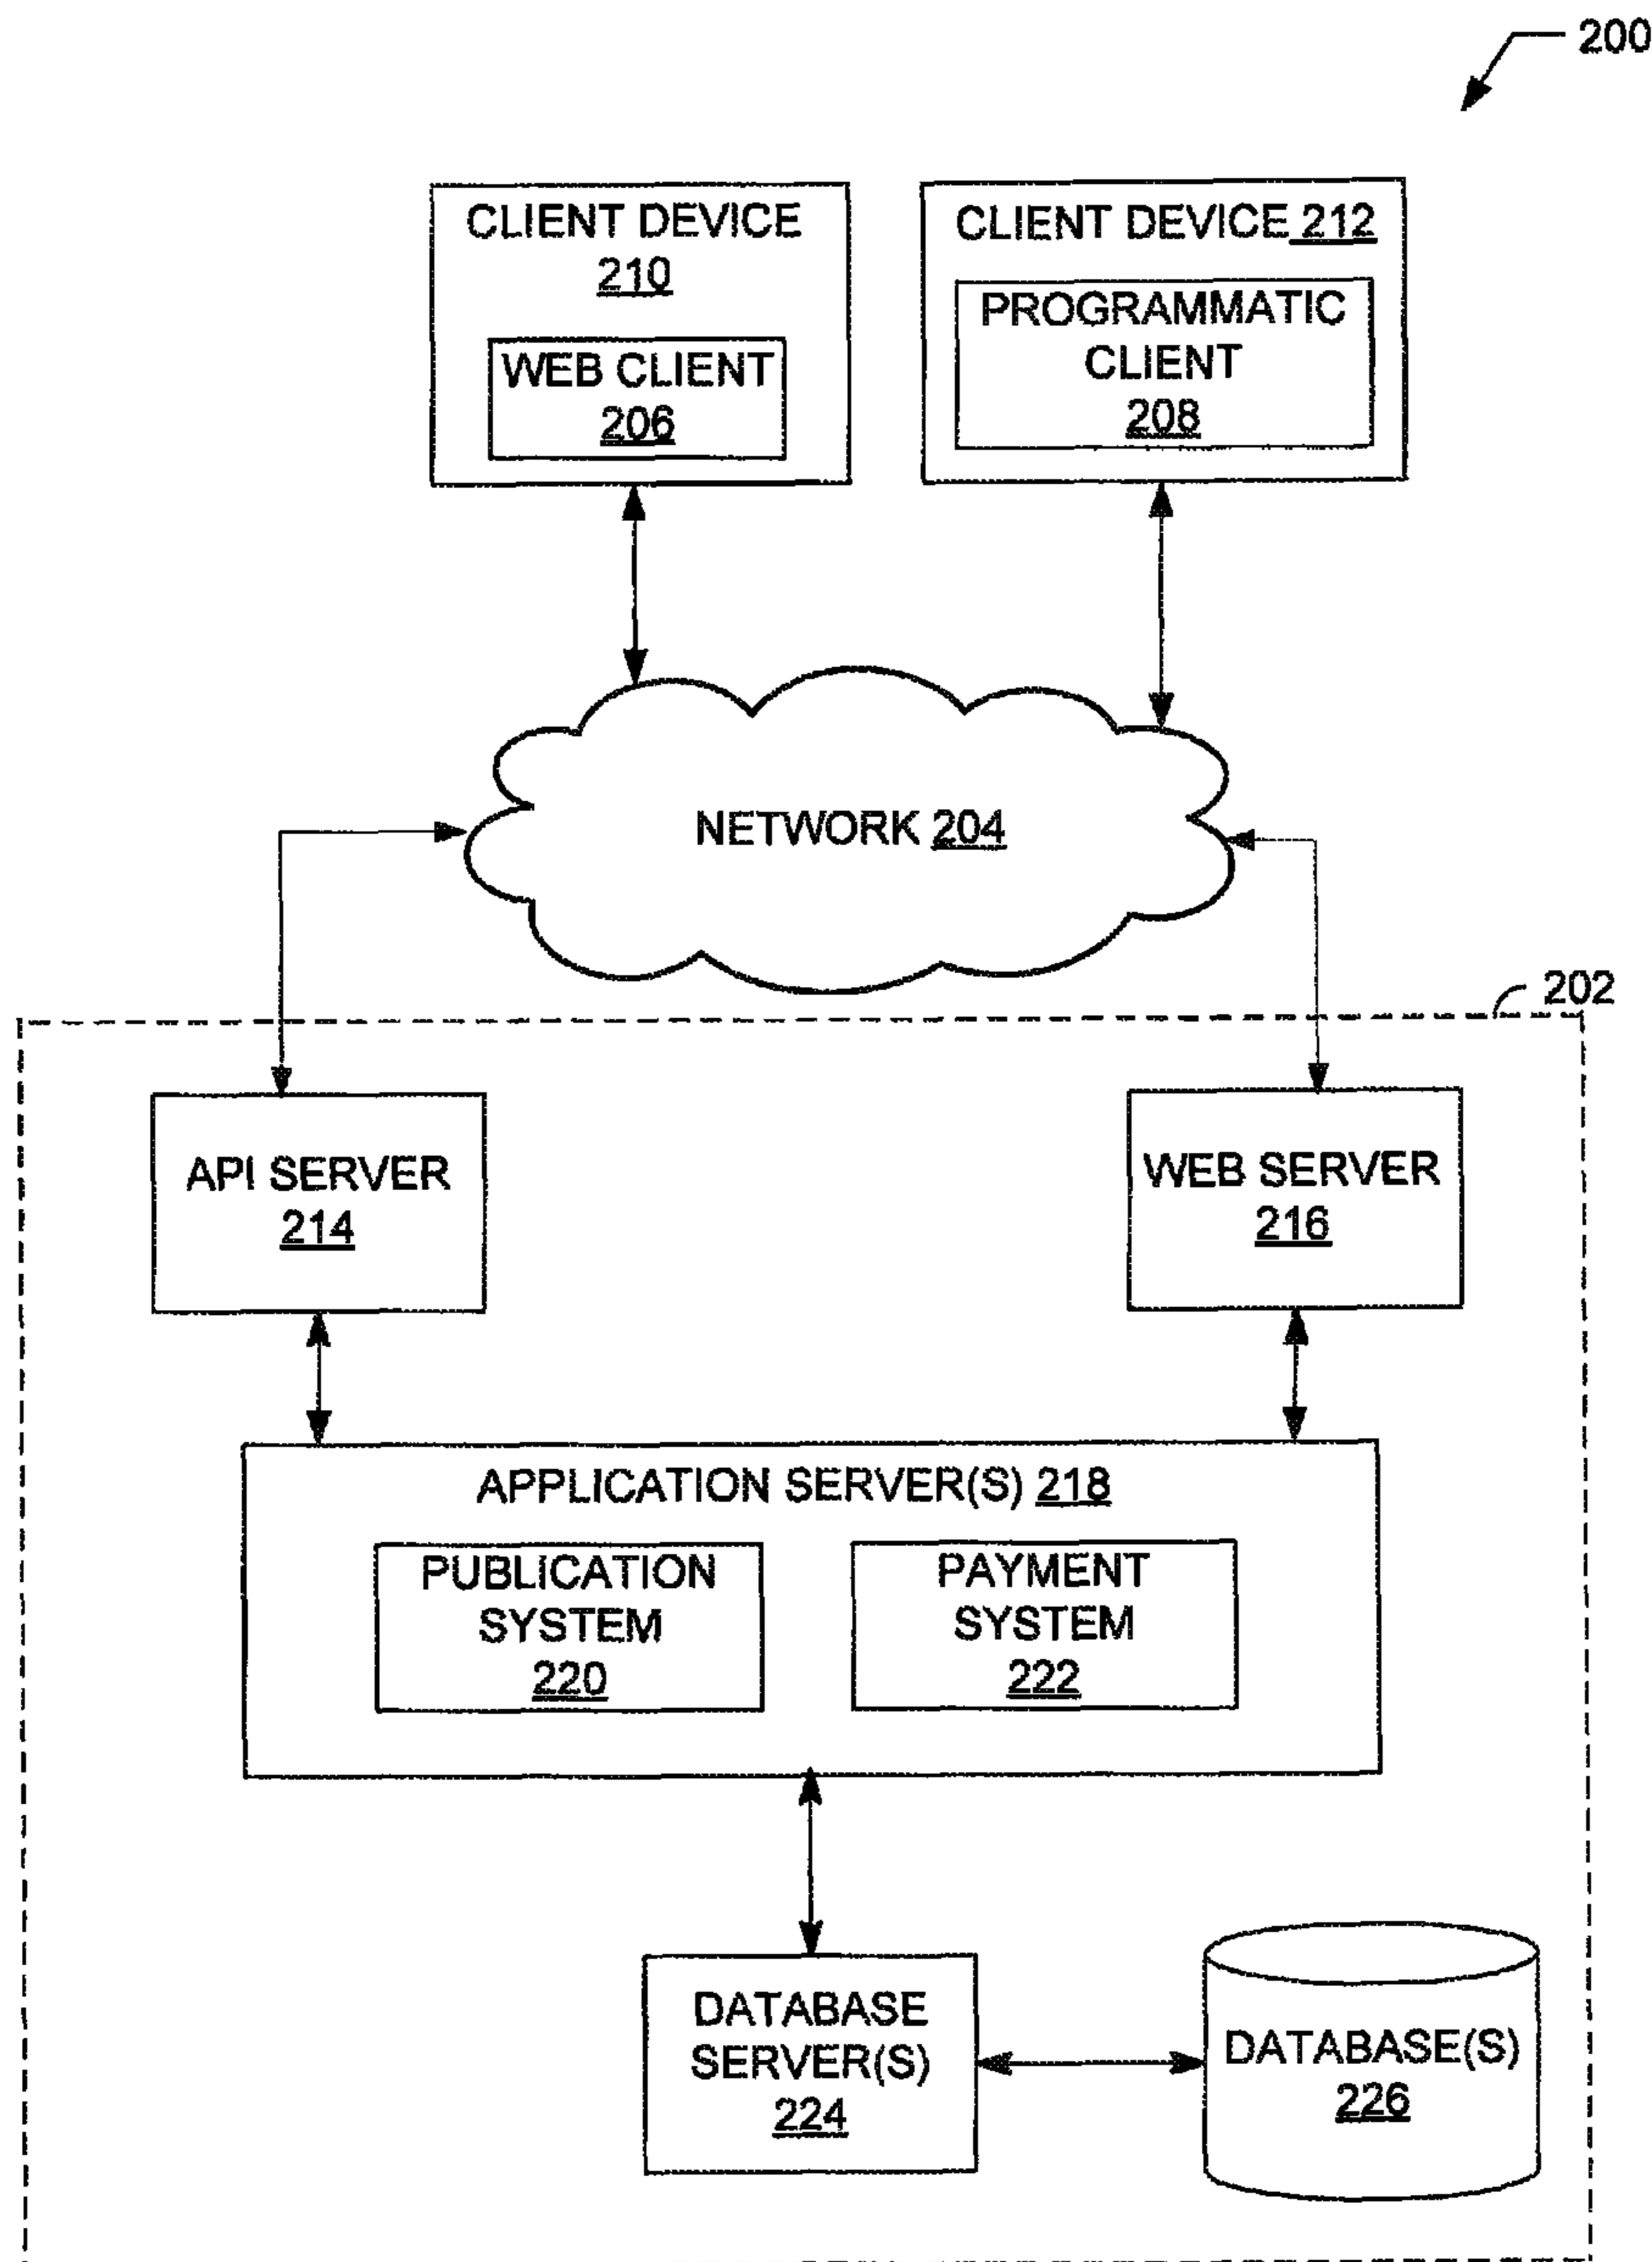 200
CLIENT DEVICE
210
WEB CLIENT
206
CLIENT DEVICE 212
PROGRAMMATIC
CLIENT
208
NETWORK 204
202
API SERVER
214
WEB SERVER
216
APPLICATION SERVER(S) 218
PUBLICATION
SYSTEM
220
PAYMENT
SYSTEM
222
DATABASE
SERVER(S)
224
DATABASE(S)
226